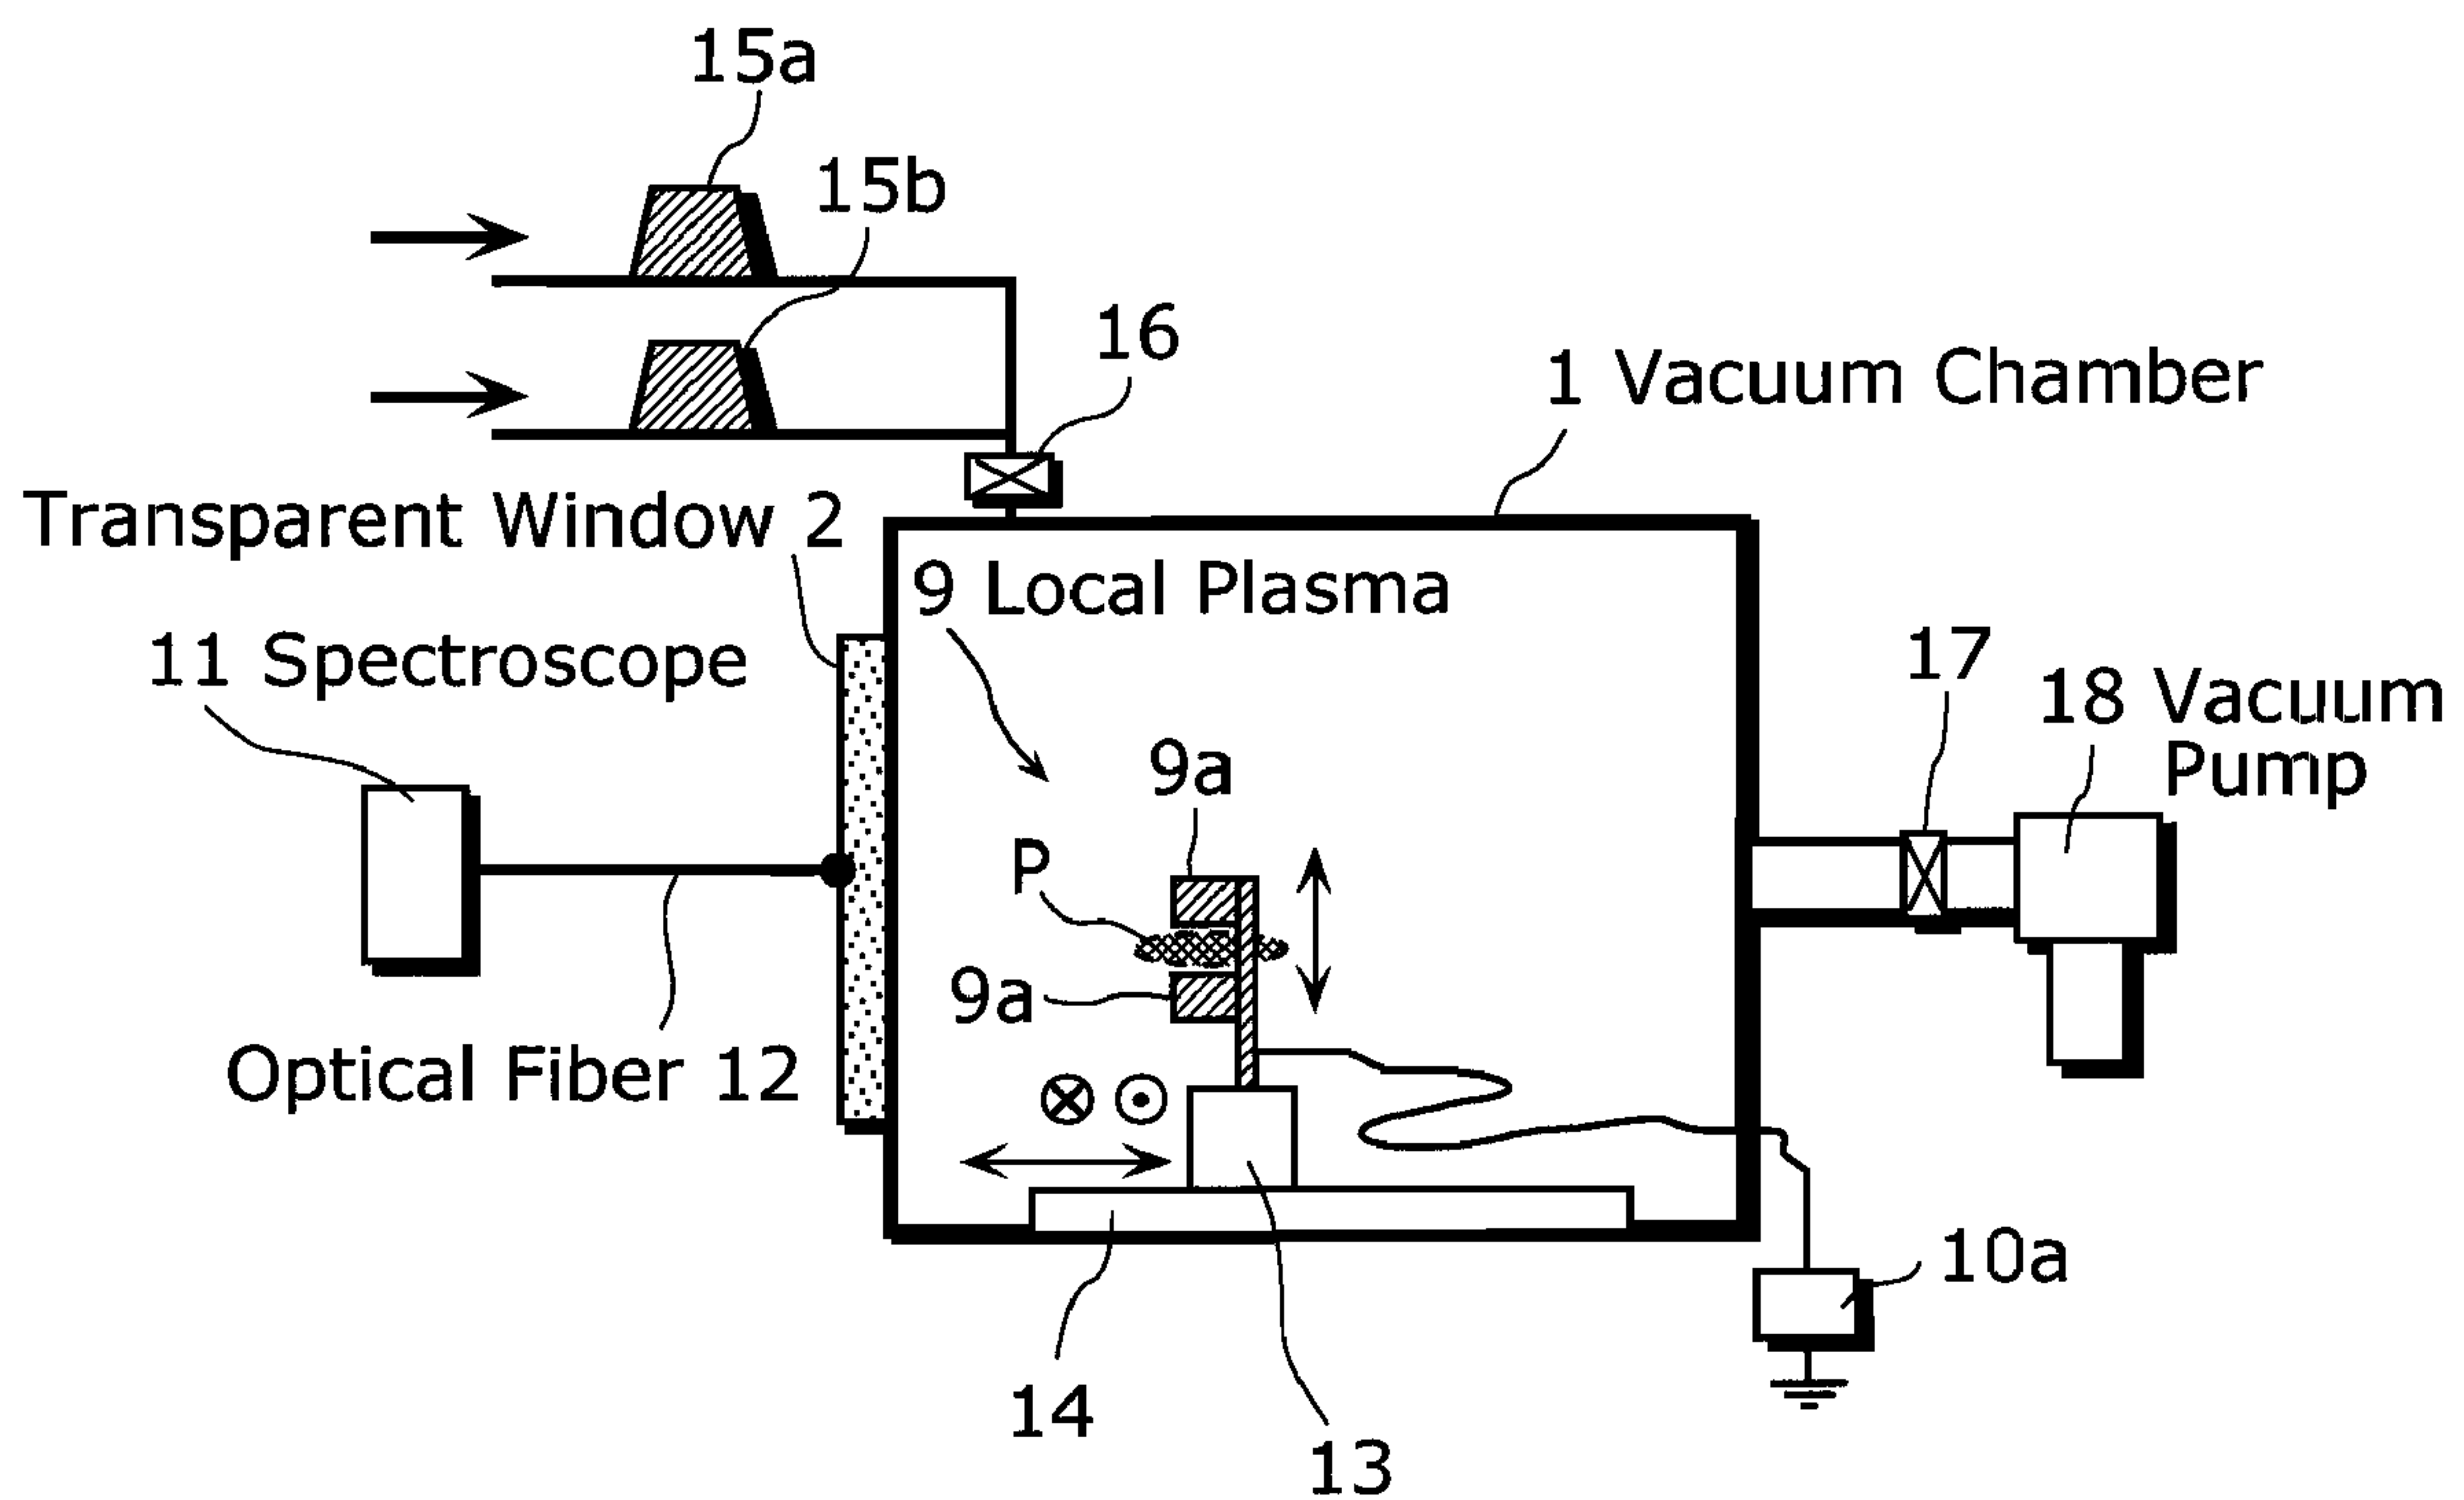 15a
15b
16
1 Vacuum Chamber
Transparent Window 2
9 Local Plasma
11 Spectroscope
17
18 Vacuum
Pump
9a
P
9a
Optical Fiber 12
10a
14
13